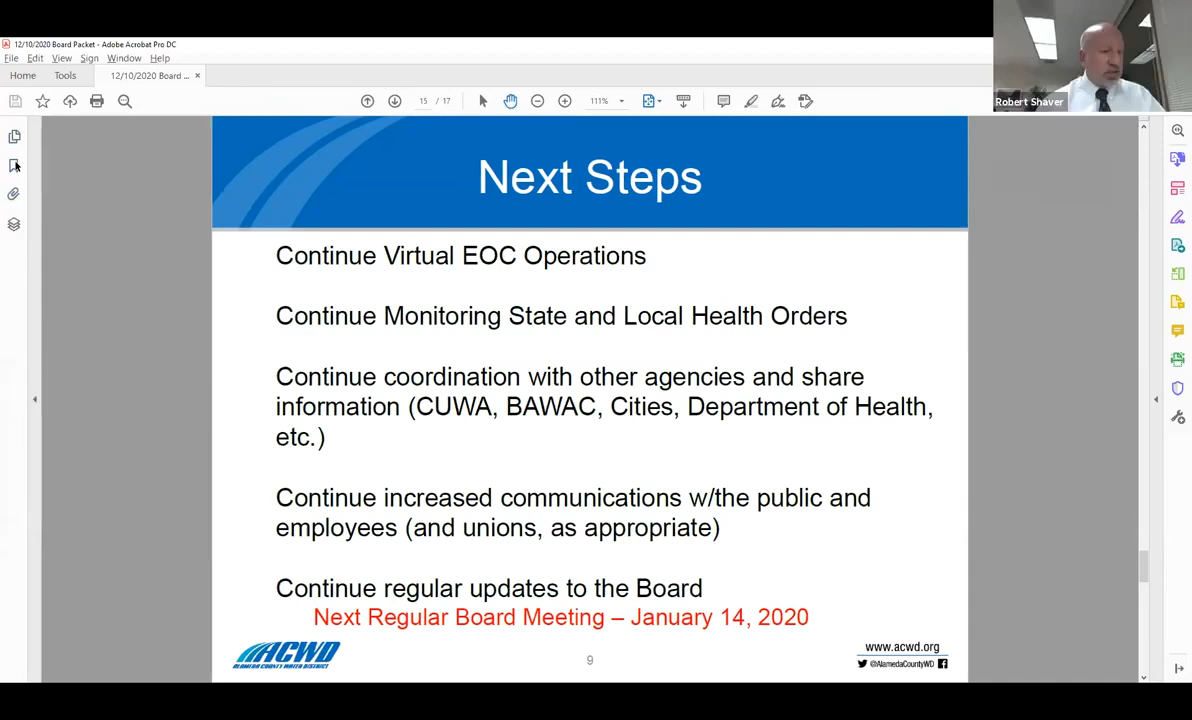 12/10/2020 Board Packet - Adobe Acrobat Pro DC
File Edit View Sign Window Help
Home Tools 12/10/2020 Board ... ×
15 / 17 111%
Robert Shaver
Next Steps
Continue Virtual EOC Operations
Continue Monitoring State and Local Health Orders
Continue coordination with other agencies and share
information (CUWA, BAWAC, Cities, Department of Health,
etc.)
Continue increased communications w/the public and
employees (and unions, as appropriate)
Continue regular updates to the Board
Next Regular Board Meeting – January 14, 2020
ACWD
ALAMEDA COUNTY WATER DISTRICT
9
www.acwd.org
@AlamedaCountyWD